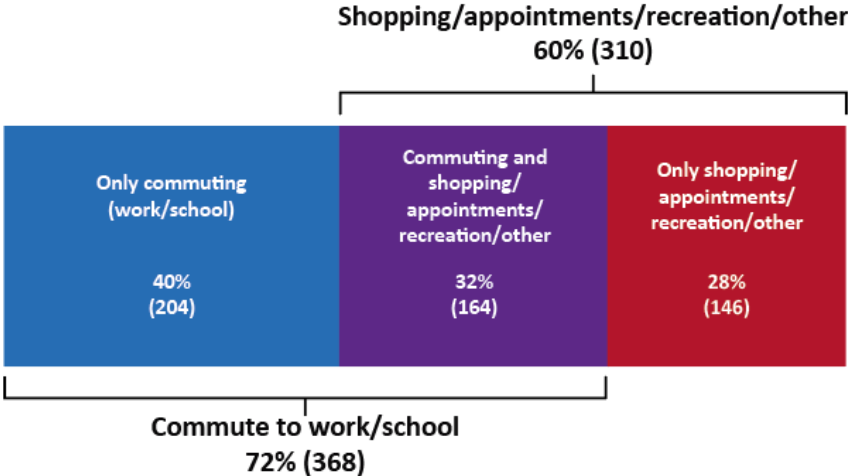 Shopping/appointments/recreation/other
60% (310)
Only commuting
(work/school)
40%
(204)
Commuting and
shopping/
appointments/
recreation/other
32%
(164)
Only shopping/
appointments/
recreation/other
28%
(146)
Commute to work/school
72% (368)